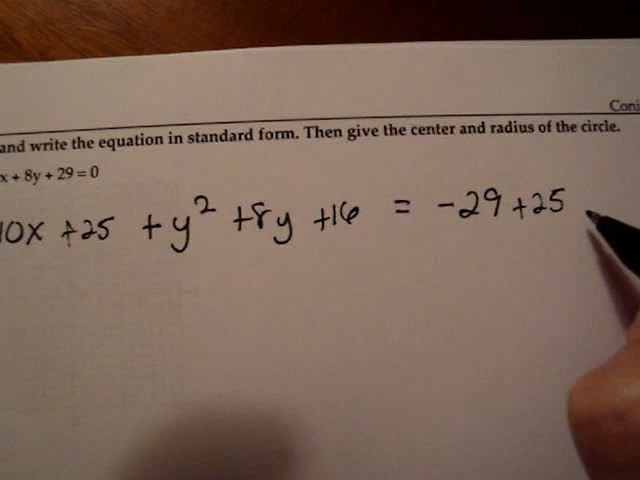 Coni
and write the equation in standard form. Then give the center and radius of the circle.
x + 8y + 29 = 0
10x +25 + y² +8y +16 = -29 +25